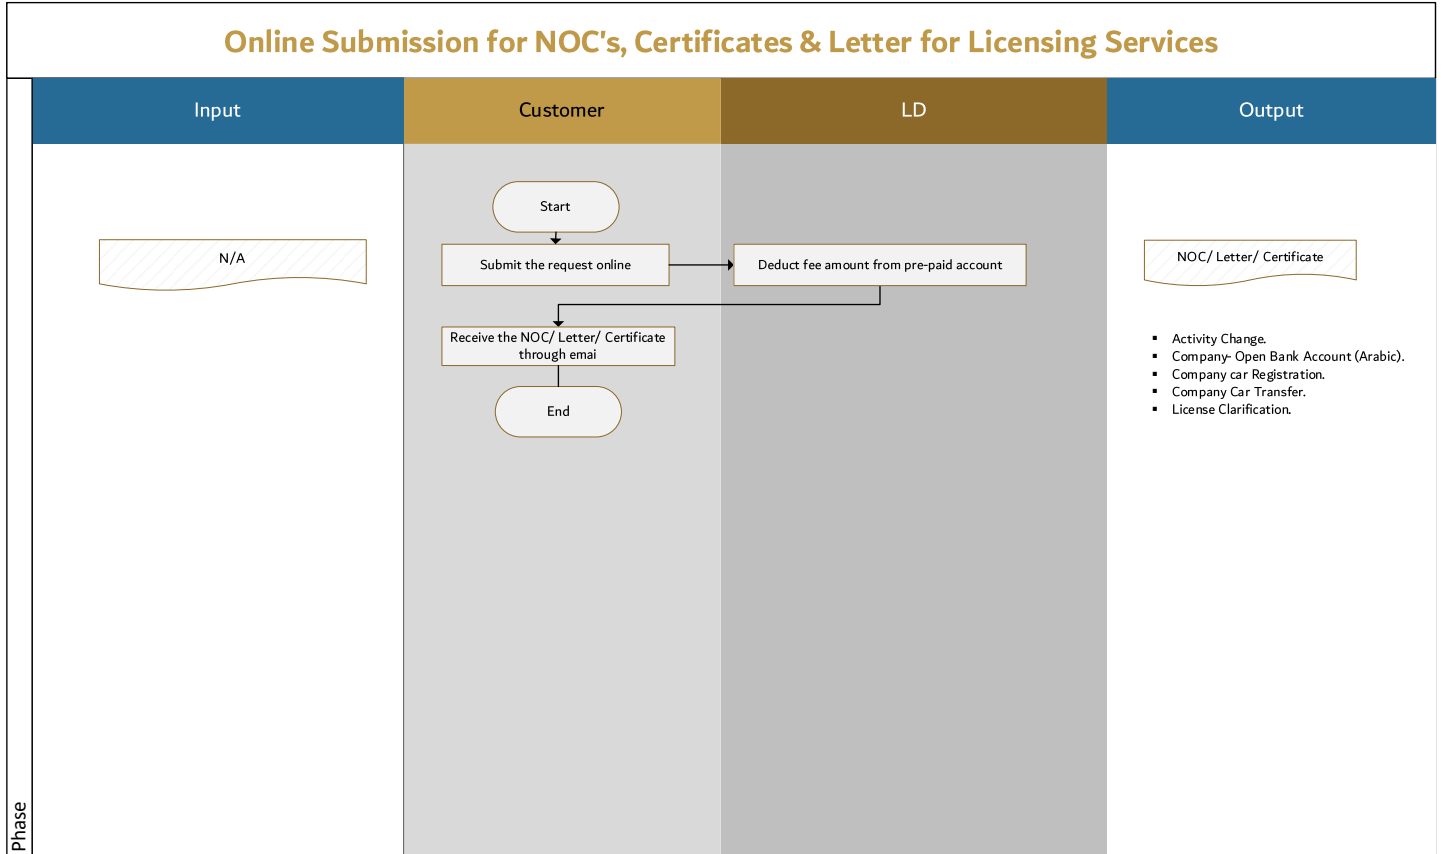 Online Submission for NOC's, Certificates & Letter for Licensing Services
Input
Customer
LD
Output
Start
N/A
Submit the request online
Deduct fee amount from pre-paid account
NOC/ Letter/ Certificate
Receive the NOC/ Letter/ Certificate
through emai
End
▪ Activity Change.
▪ Company- Open Bank Account (Arabic).
▪ Company car Registration.
▪ Company Car Transfer.
▪ License Clarification.
Phase